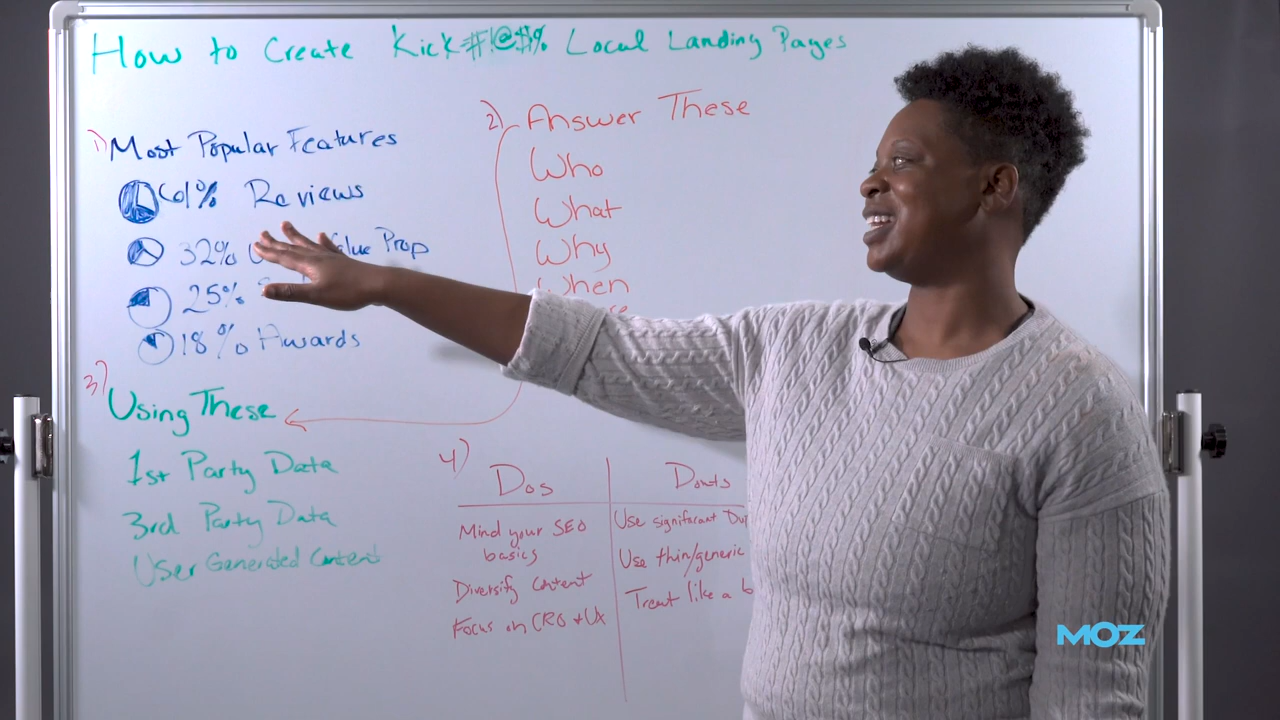 How to Create Kick#!@$% Local Landing Pages
1) Most Popular Features
61% Reviews
32% Value Prop
25%
18% Awards
2) Answer These
Who
What
Why
When
3) Using These
1st Party Data
3rd Party Data
User Generated Content
4)
Dos
Mind your SEO
basics
Diversify content
Focus on CRO + UX
Donts
Use significant
Use thin/generic
Treat like a
MOZ